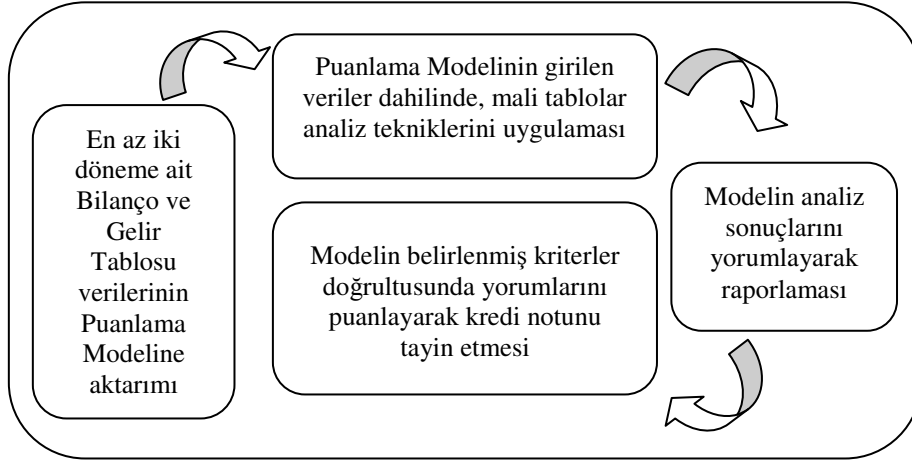 En az iki
döneme ait
Bilanço ve
Gelir
Tablosu
verilerinin
Puanlama
Modeline
aktarımı
Puanlama Modelinin girilen
veriler dahilinde, mali tablolar
analiz tekniklerini uygulaması
Modelin analiz
sonuçlarını
yorumlayarak
raporlaması
Modelin belirlenmiş kriterler
doğrultusunda yorumlarını
puanlayarak kredi notunu
tayin etmesi